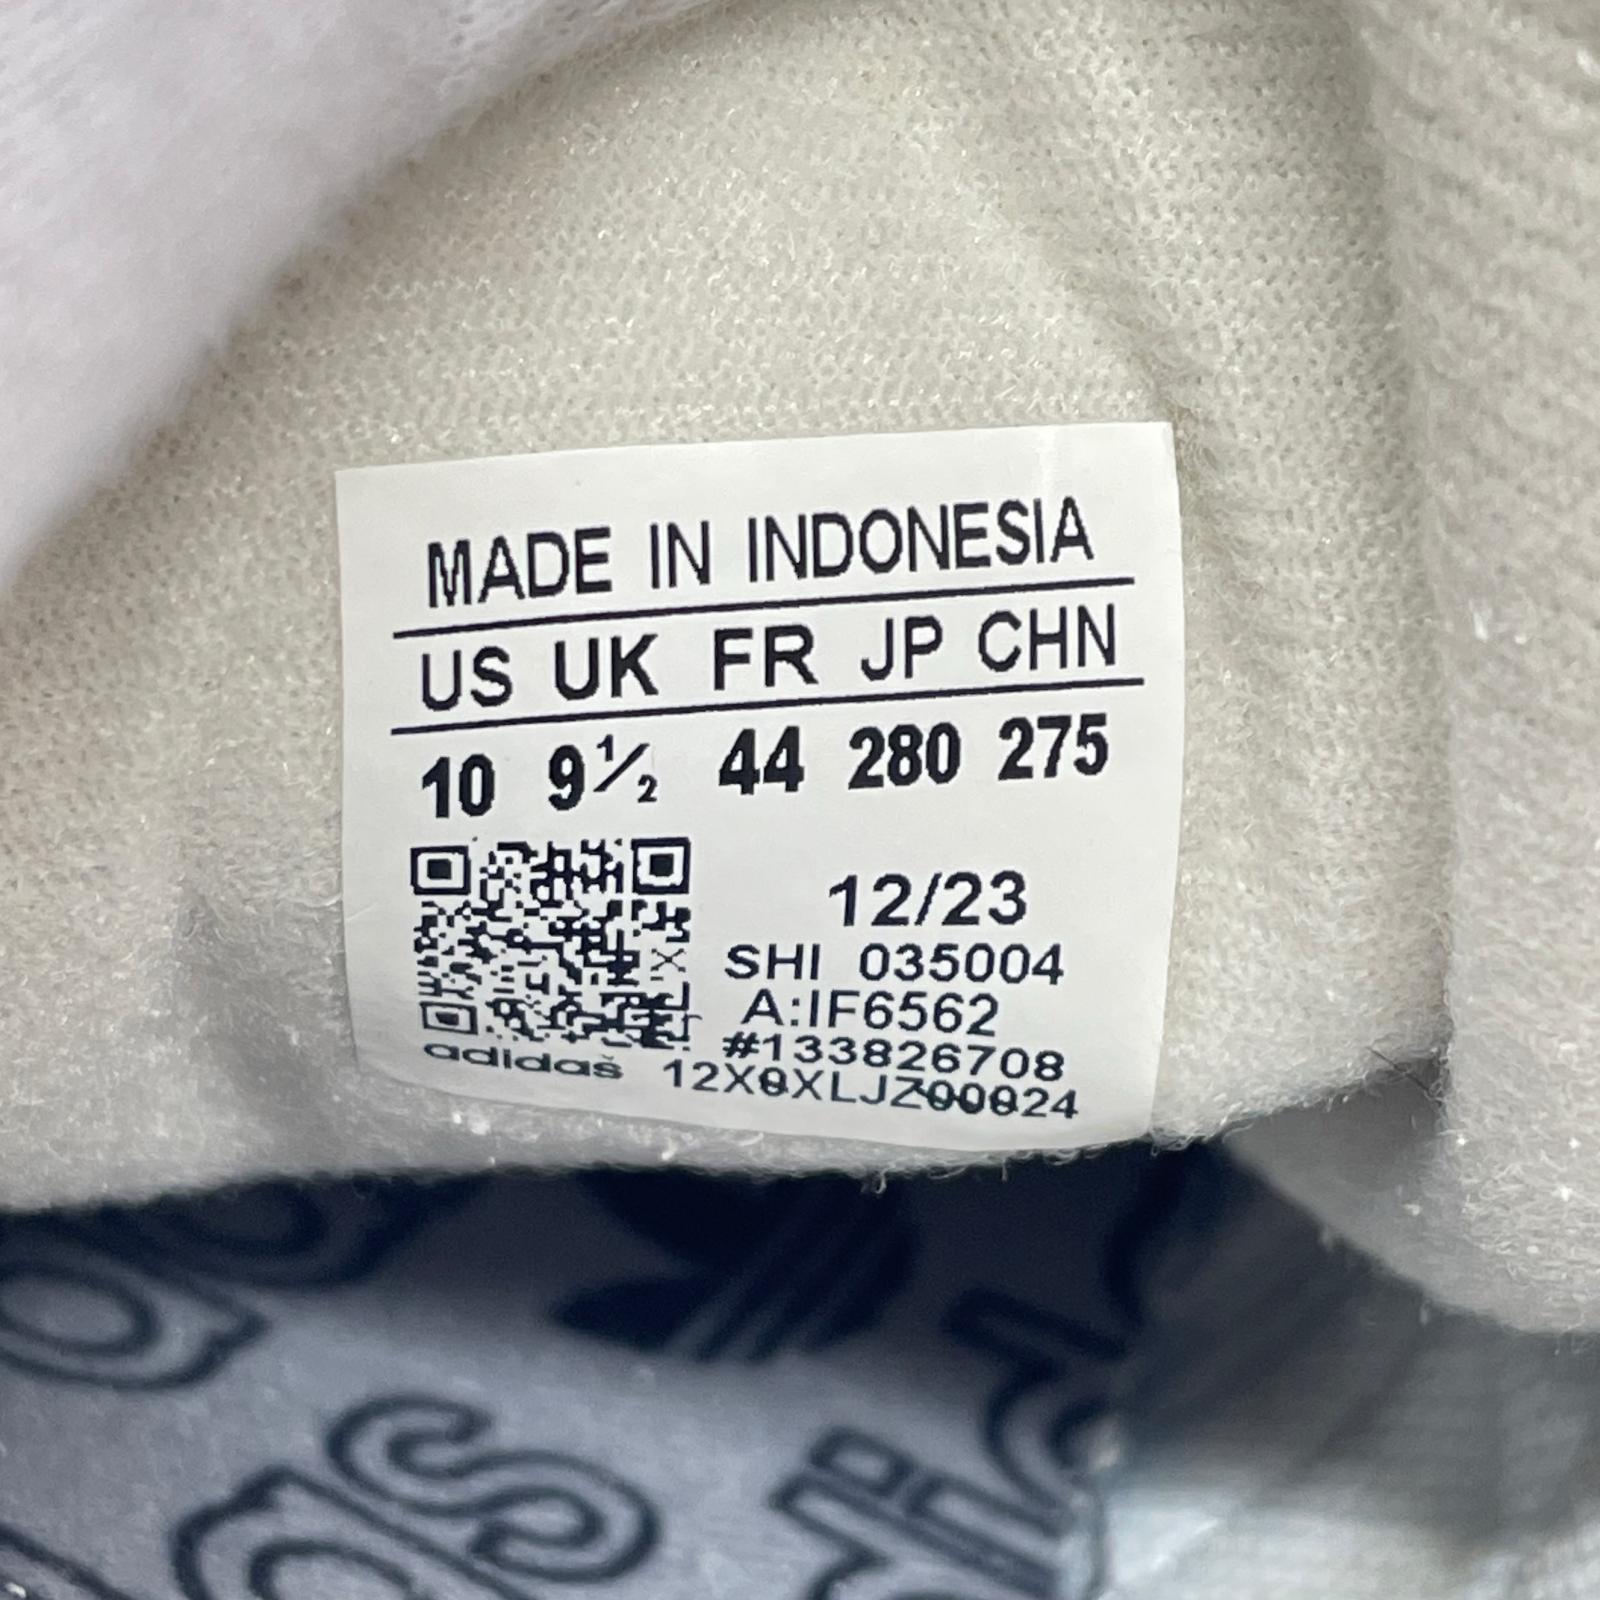 MADE IN INDONESIA
US UK FR JP CHN
10 9½ 44 280 275
12/23
SHI 035004
A:IF6562
#133826708
adidas 12X0XLJZ00024